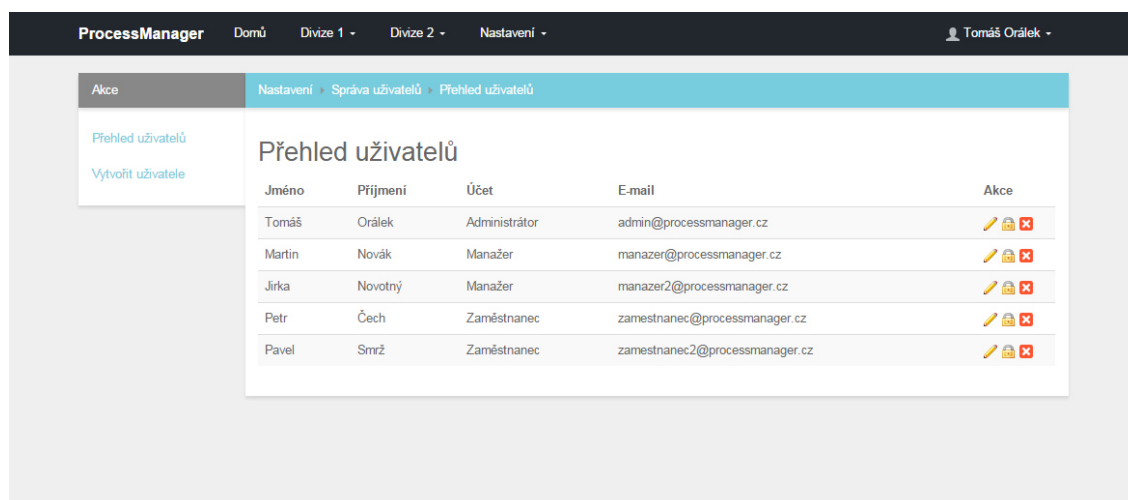 ProcessManager Domů Divize 1 Divize 2 Nastavení Tomáš Orálek
Akce
Nastavení Správa uživatelů Přehled uživatelů
Přehled uživatelů
Vytvořit uživatele
Přehled uživatelů
Jméno Příjmení Účet E-mail Akce
Tomáš Orálek Administrátor admin@processmanager.cz
Martin Novák Manažer manazer@processmanager.cz
Jirka Novotný Manažer manazer2@processmanager.cz
Petr Čech Zaměstnanec zamestnanec@processmanager.cz
Pavel Smrž Zaměstnanec zamestnanec2@processmanager.cz